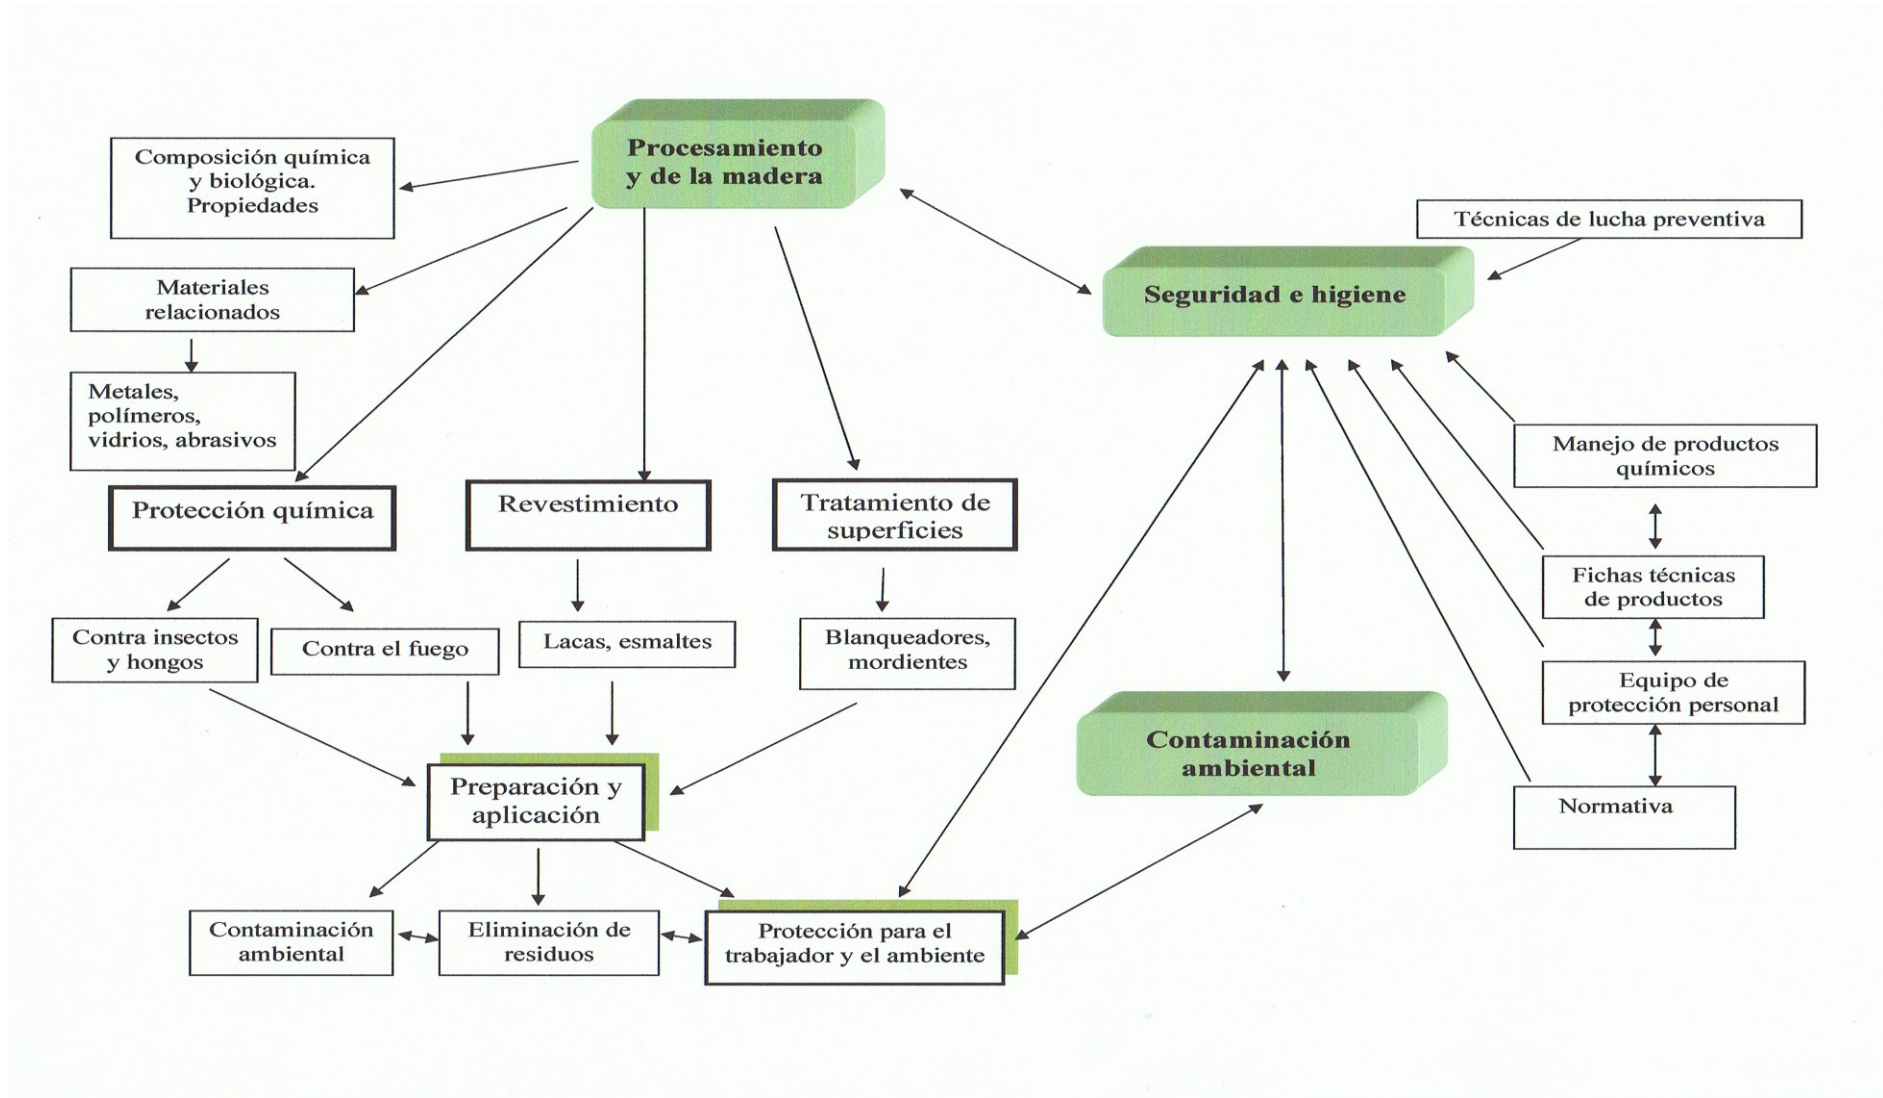 Procesamiento
y de la madera
Composición química
y biológica.
Propiedades
Técnicas de lucha preventiva
Materiales
relacionados
Seguridad e higiene
Metales,
polímeros,
vidrios, abrasivos
Manejo de productos
químicos
Protección química
Revestimiento
Tratamiento de
superficies
Fichas técnicas
de productos
Contra insectos
y hongos
Contra el fuego
Lacas, esmaltes
Blanqueadores,
mordientes
Equipo de
protección personal
Contaminación
ambiental
Preparación y
aplicación
Normativa
Contaminación
ambiental
Eliminación de
residuos
Protección para el
trabajador y el ambiente